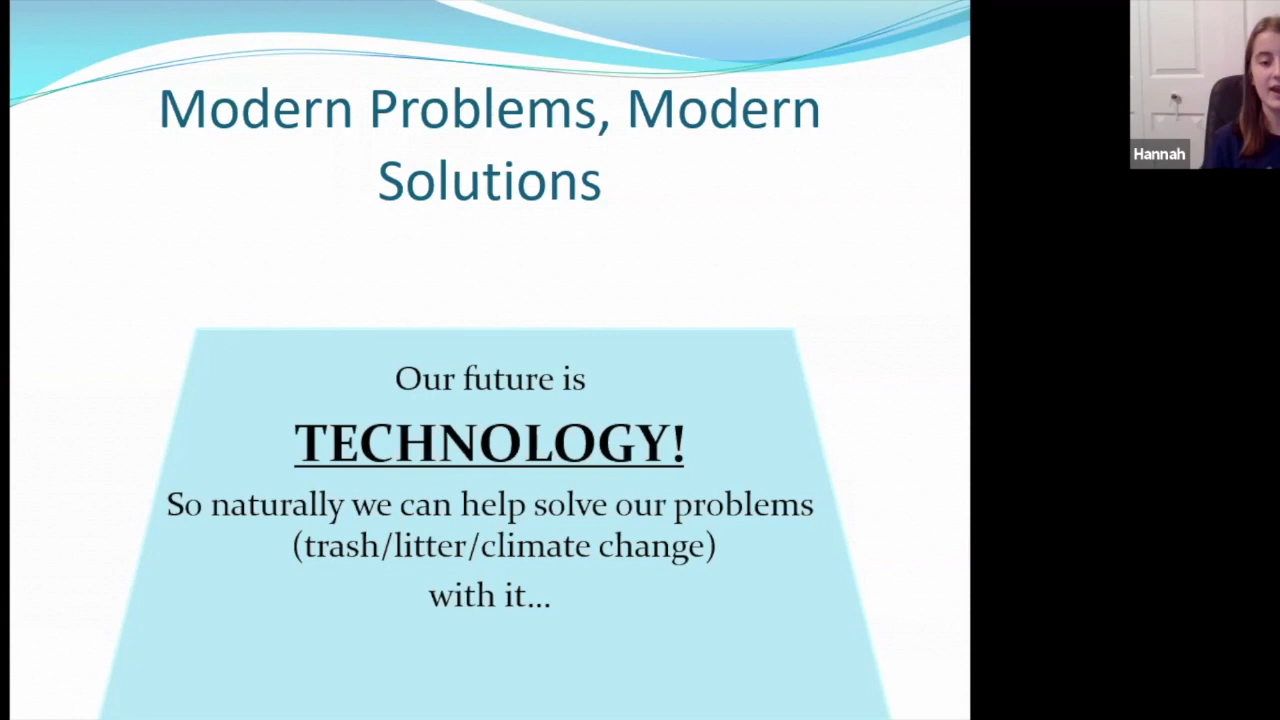 Modern Problems, Modern
Solutions
Hannah
Our future is
TECHNOLOGY!
So naturally we can help solve our problems
(trash/litter/climate change)
with it...